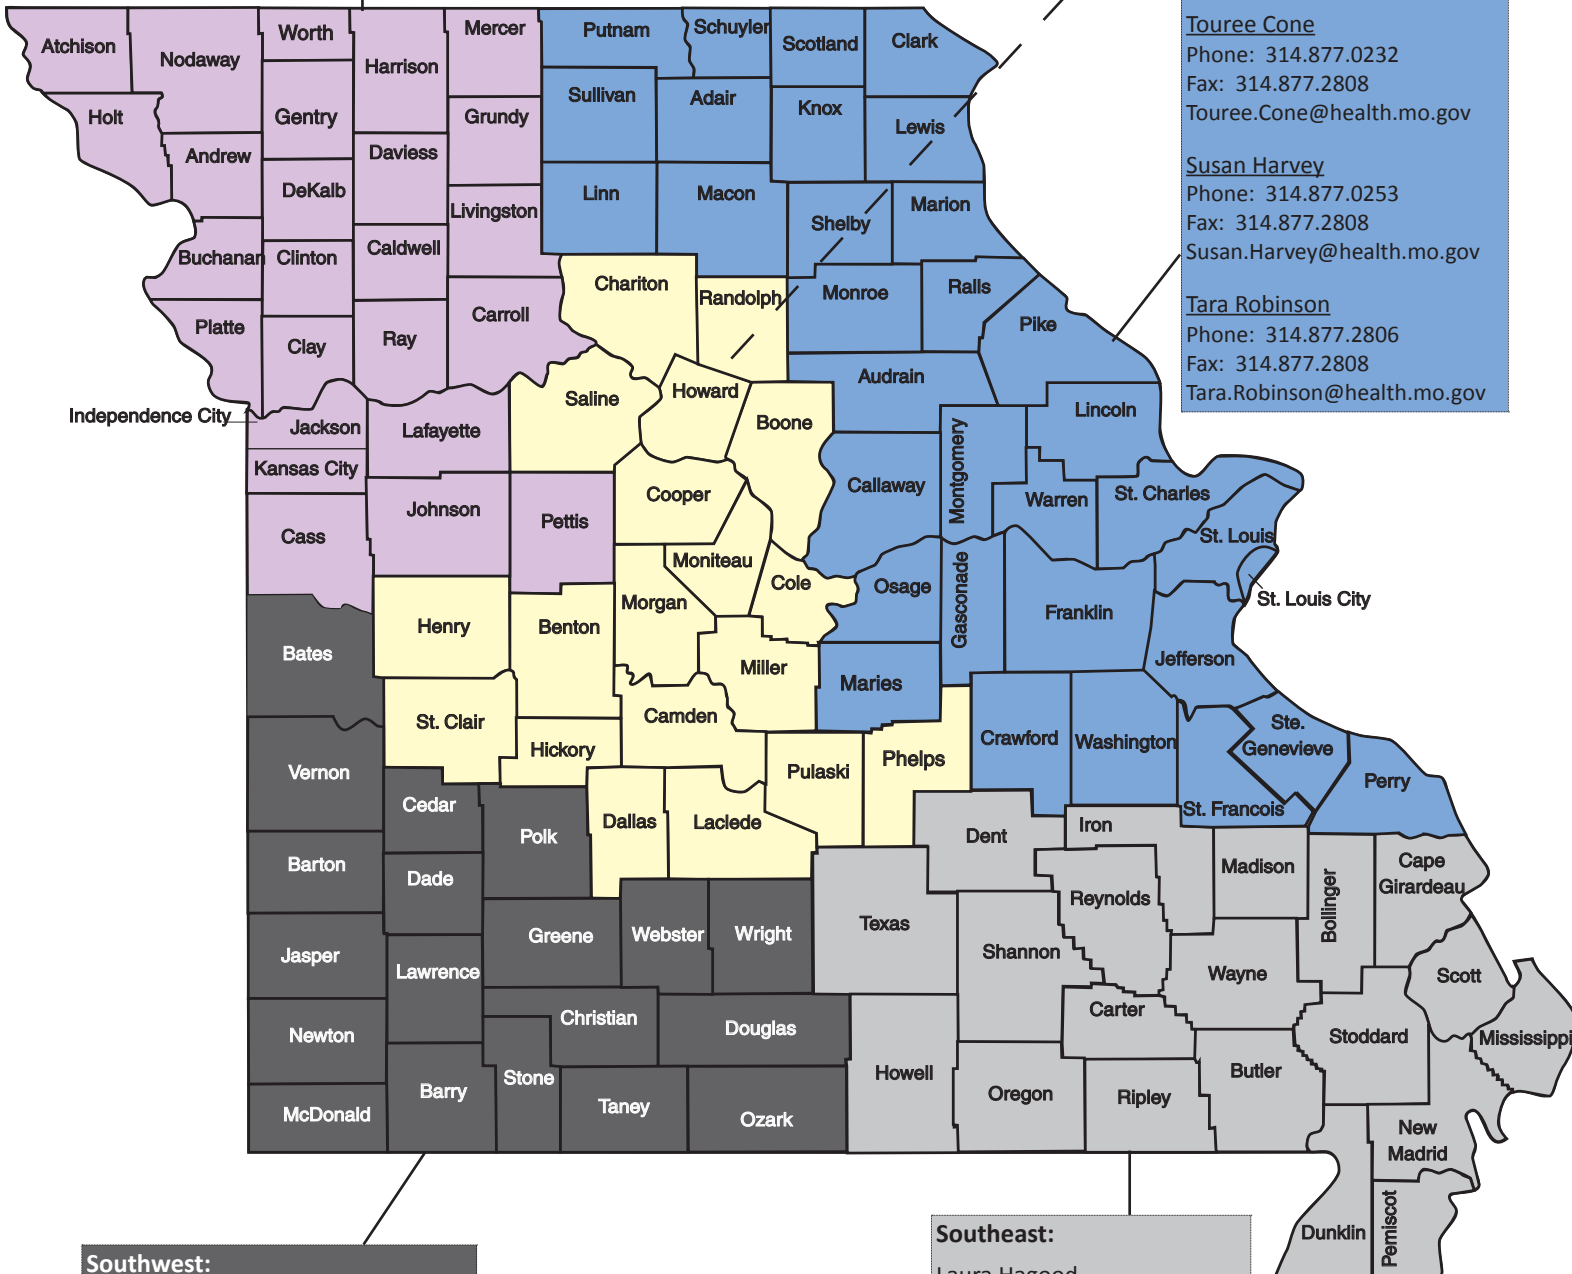 Atchison
Nodaway
Worth
Harrison
Mercer
Putnam
Schuyler
Scotland
Clark
Holt
Gentry
Grundy
Sullivan
Adair
Knox
Lewis
Andrew
DeKalb
Daviess
Livingston
Linn
Macon
Shelby
Marion
Buchanan
Clinton
Caldwell
Chariton
Randolph
Monroe
Ralls
Platte
Clay
Ray
Carroll
Pike
Independence City
Jackson
Lafayette
Saline
Howard
Boone
Audrain
Lincoln
Kansas City
Cass
Johnson
Pettis
Cooper
Callaway
Montgomery
Warren
St. Charles
St. Louis
St. Louis City
Moniteau
Morgan
Cole
Osage
Gasconade
Franklin
Jefferson
Bates
Henry
Benton
Miller
Maries
St. Clair
Hickory
Camden
Pulaski
Phelps
Crawford
Washington
Ste.
Genevieve
St. Francois
Perry
Vernon
Cedar
Polk
Dallas
Laclede
Dent
Iron
Madison
Bollinger
Cape
Girardeau
Barton
Dade
Greene
Webster
Wright
Texas
Reynolds
Shannon
Wayne
Scott
Jasper
Lawrence
Christian
Douglas
Carter
Stoddard
Mississippi
Newton
Barry
Stone
Taney
Ozark
Howell
Oregon
Ripley
Butler
New
Madrid
McDonald
Dunklin
Pemiscot
Touree Cone
Phone: 314.877.0232
Fax: 314.877.2808
Touree.Cone@health.mo.gov
Susan Harvey
Phone: 314.877.0253
Fax: 314.877.2808
Susan.Harvey@health.mo.gov
Tara Robinson
Phone: 314.877.2806
Fax: 314.877.2808
Tara.Robinson@health.mo.gov
Southwest:
Southeast:
Laura Hagood